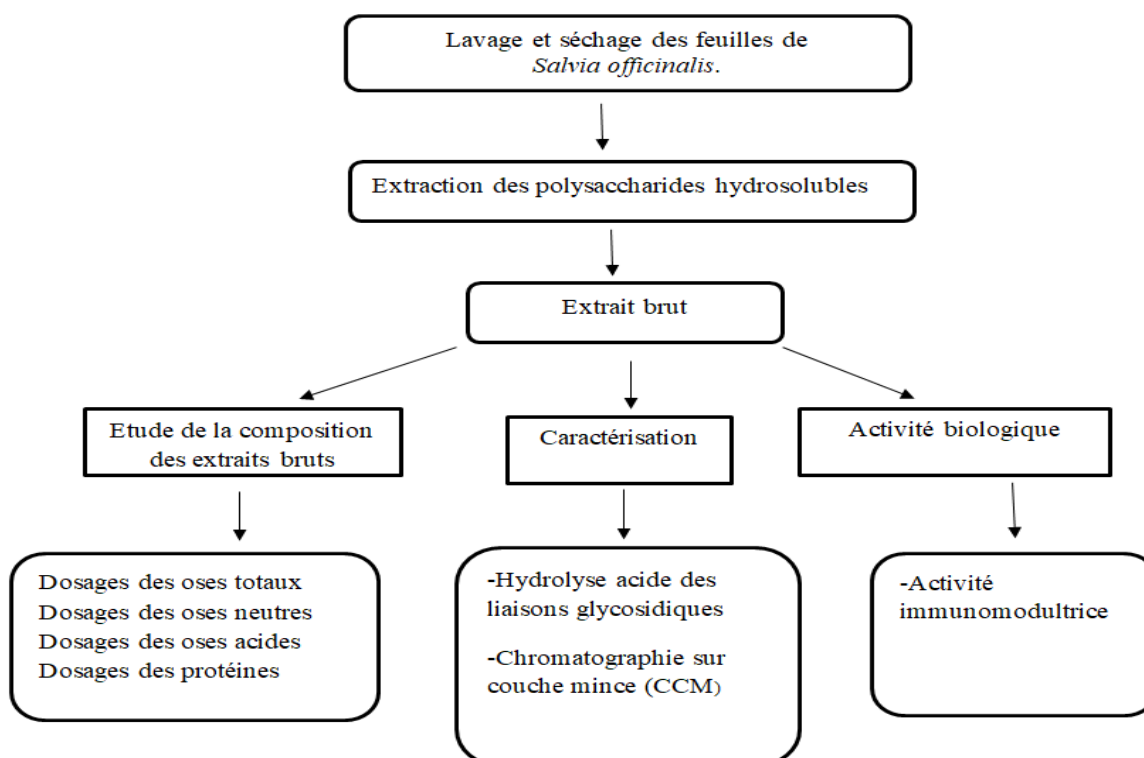 Lavage et séchage des feuilles de
Salvia officinalis.
Extraction des polysaccharides hydrosolubles
Extrait brut
Etude de la composition
des extraits bruts
Caractérisation
Activité biologique
Dosages des oses totaux
Dosages des oses neutres
Dosages des oses acides
Dosages des protéines
-Hydrolyse acide des
liaisons glycosidiques
-Chromatographie sur
couche mince (CCM)
-Activité
immunomodultrice